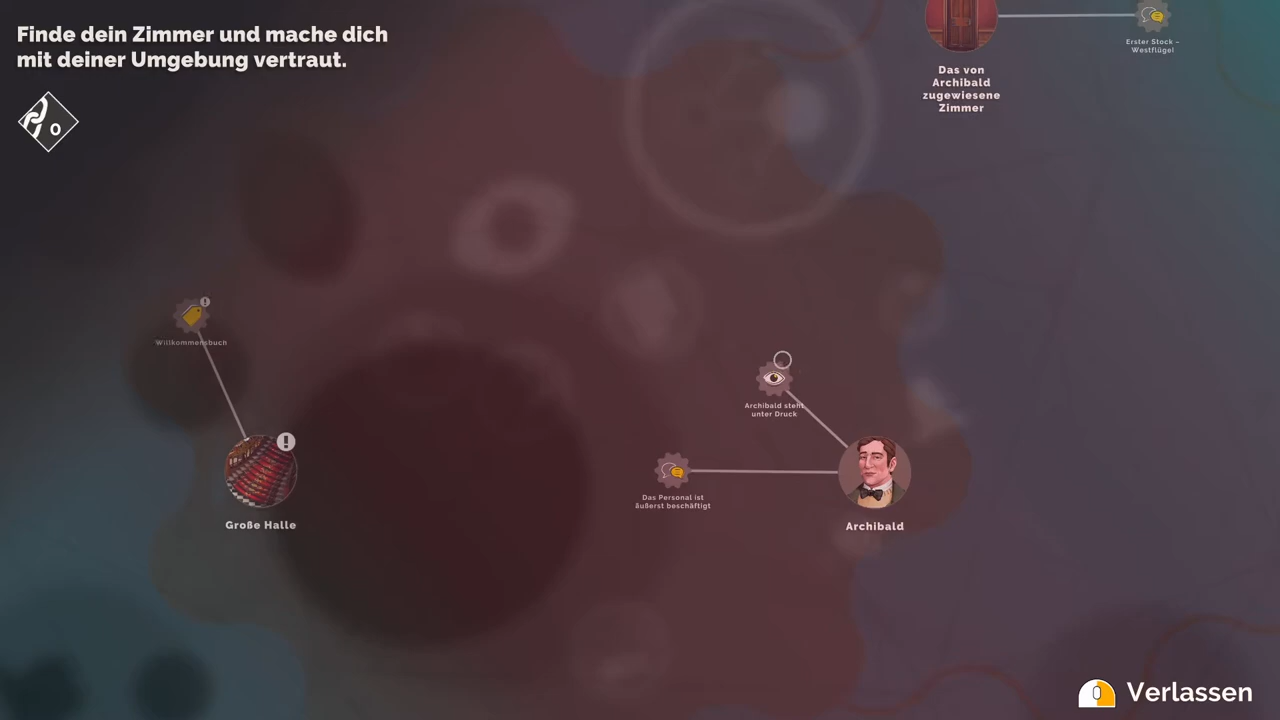 Finde dein Zimmer und mache dich
mit deiner Umgebung vertraut.
0
Erster Stock –
Westflügel
Das von
Archibald
zugewiesene
Zimmer
Willkommensbuch
Archibald steht
unter Druck
Das Personal ist
äußerst beschäftigt
Große Halle
Archibald
Verlassen